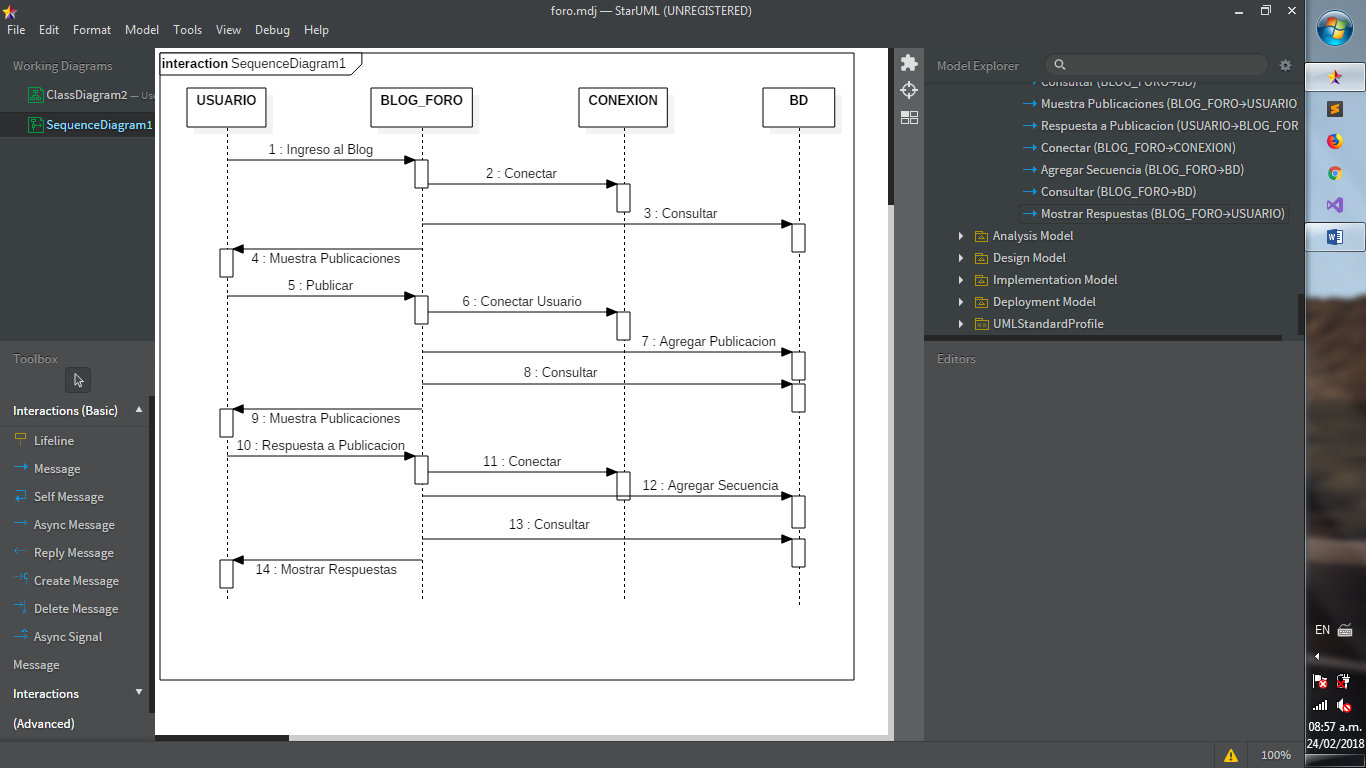 foro.mdj — StarUML (UNREGISTERED)
File Edit Format Model Tools View Debug Help
Working Diagrams
ClassDiagram2 — Use
SequenceDiagram1
Toolbox
Interactions (Basic)
Lifeline
Message
Self Message
Async Message
Reply Message
Create Message
Delete Message
Async Signal
Message
Interactions
(Advanced)
interaction SequenceDiagram1
USUARIO BLOG_FORO CONEXION BD
1 : Ingreso al Blog
2 : Conectar
3 : Consultar
4 : Muestra Publicaciones
5 : Publicar
6 : Conectar Usuario
7 : Agregar Publicacion
8 : Consultar
9 : Muestra Publicaciones
10 : Respuesta a Publicacion
11 : Conectar
12 : Agregar Secuencia
13 : Consultar
14 : Mostrar Respuestas
Model Explorer
Consultar (BLOG_FORO→BD)
Muestra Publicaciones (BLOG_FORO→USUARIO
Respuesta a Publicacion (USUARIO→BLOG_FOR
Conectar (BLOG_FORO→CONEXION)
Agregar Secuencia (BLOG_FORO→BD)
Consultar (BLOG_FORO→BD)
Mostrar Respuestas (BLOG_FORO→USUARIO)
Analysis Model
Design Model
Implementation Model
Deployment Model
UMLStandardProfile
Editors
100%
EN
08:57 a.m.
24/02/2018